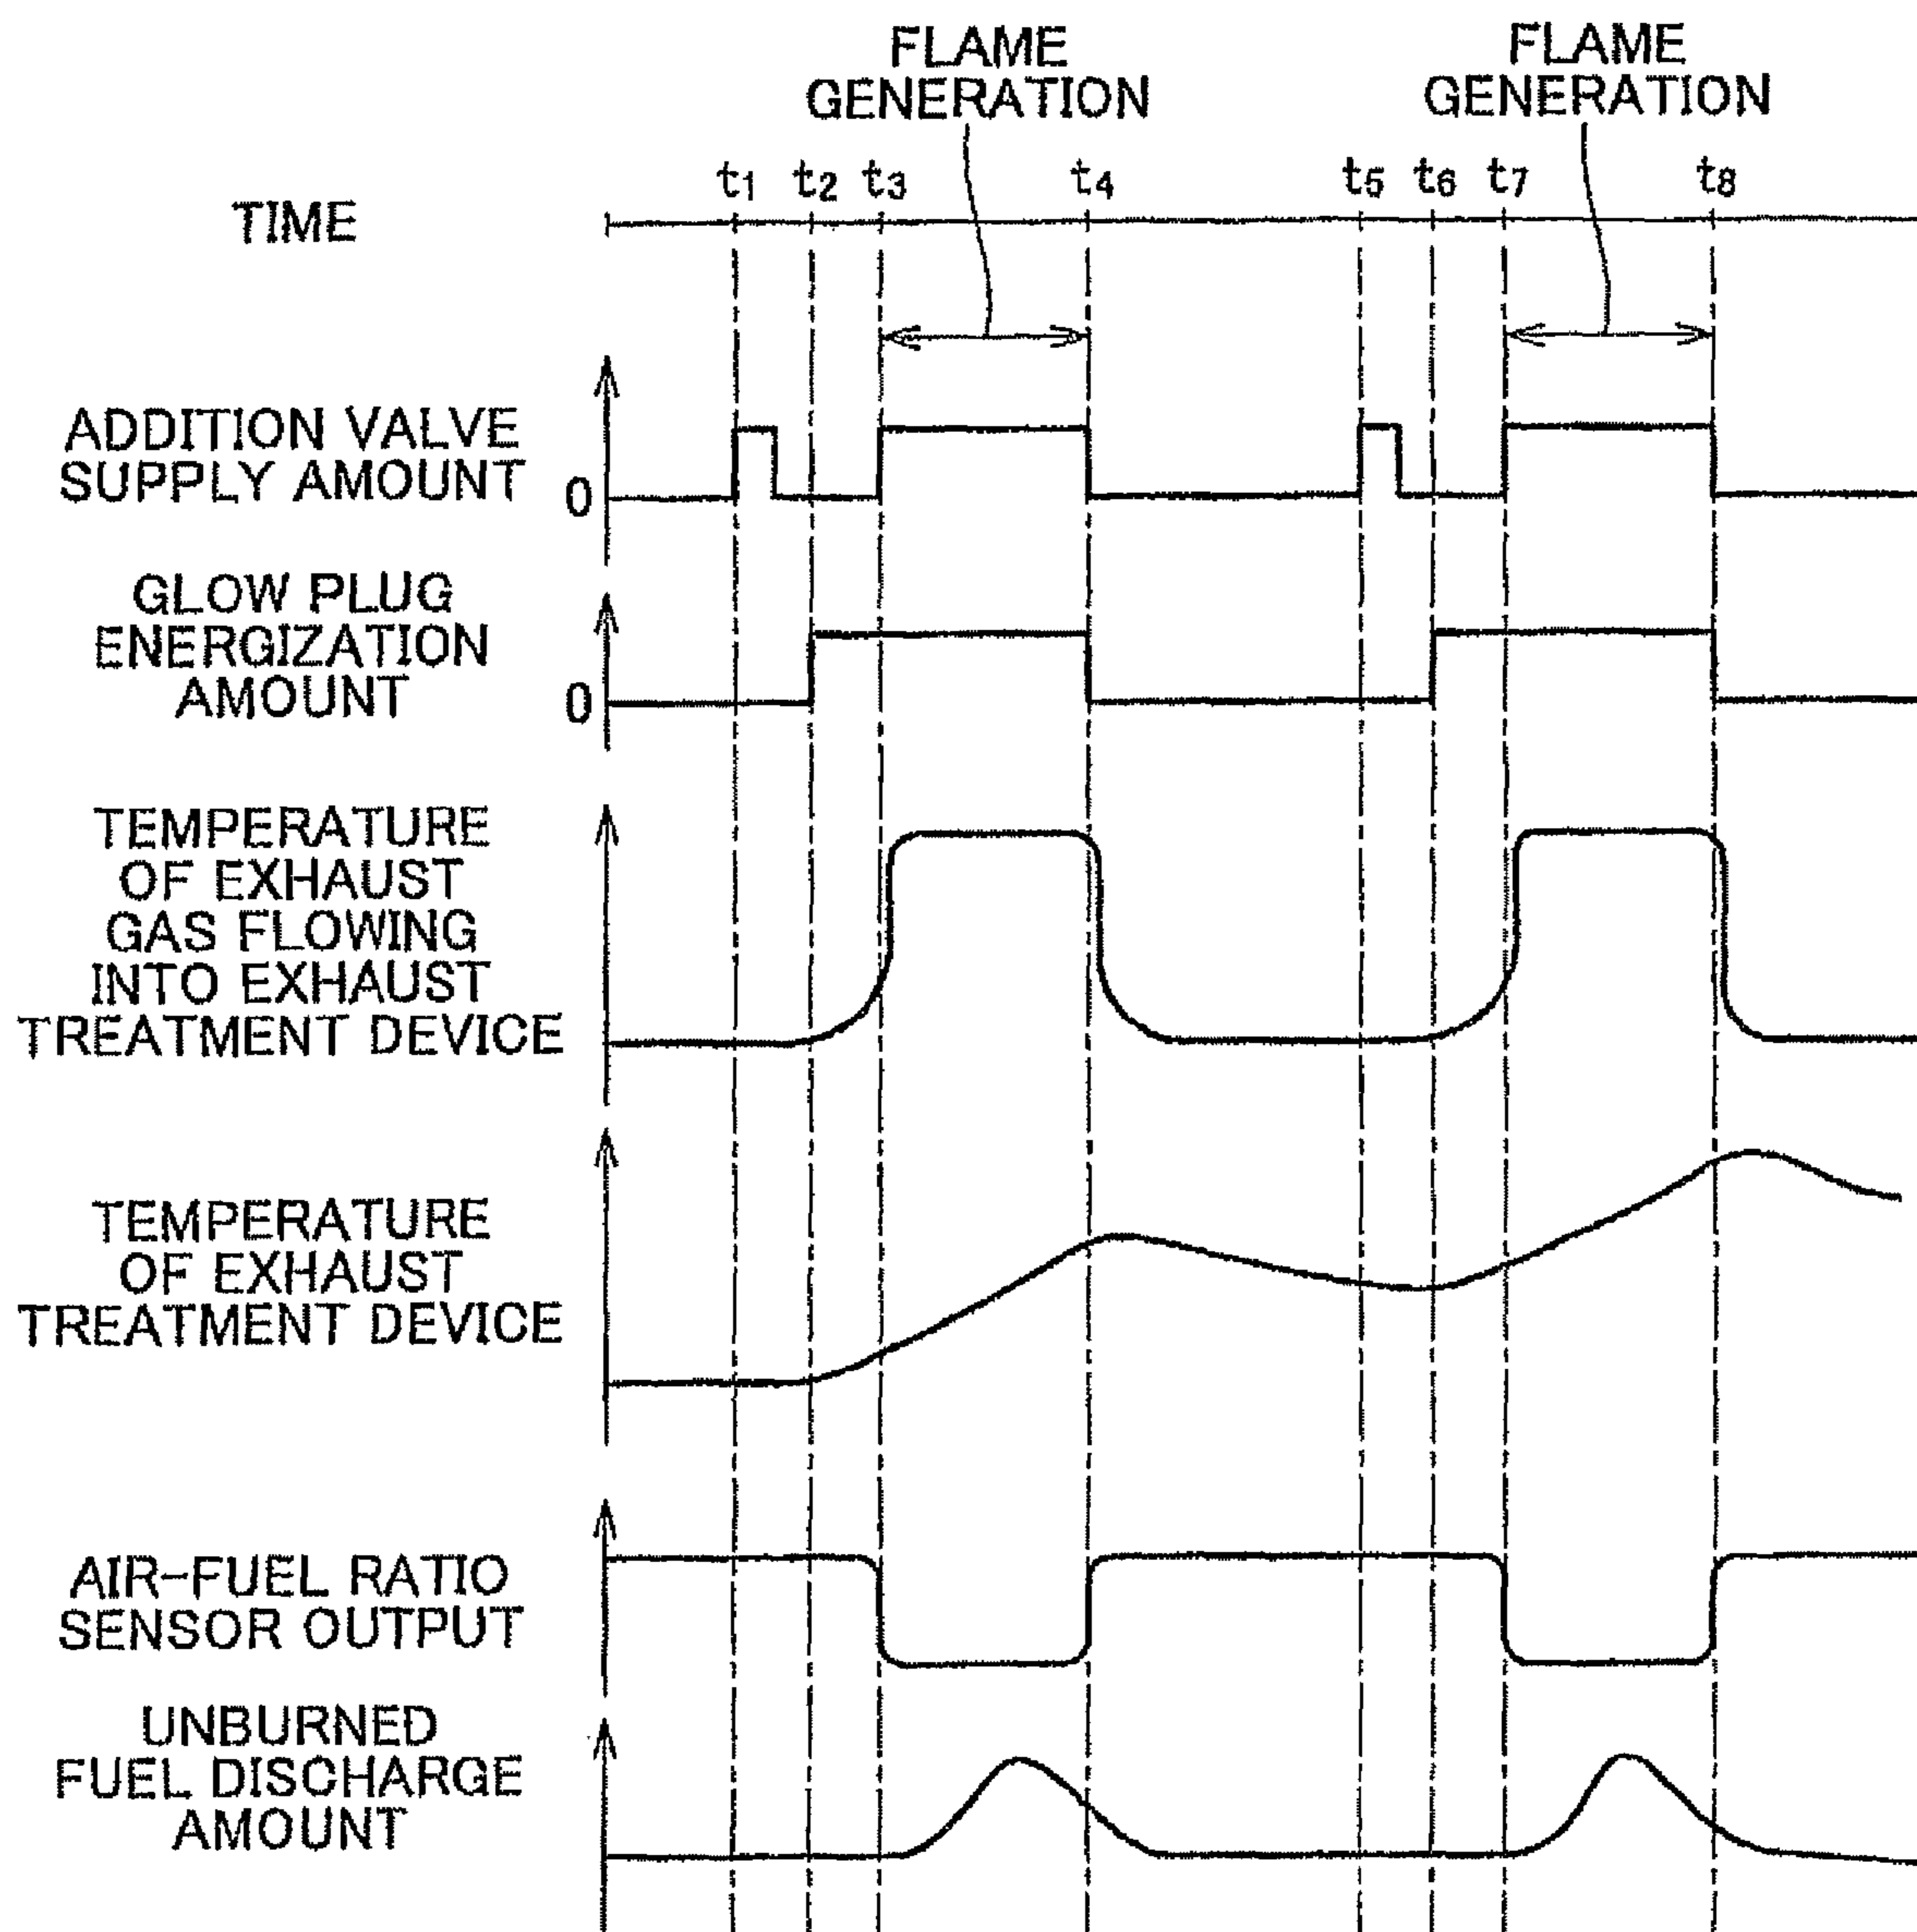 FLAME
GENERATION
FLAME
GENERATION
t1 t2 t3 t4 t5 t6 t7 t8
TIME
ADDITION VALVE
SUPPLY AMOUNT
0
GLOW PLUG
ENERGIZATION
AMOUNT
0
TEMPERATURE
OF EXHAUST
GAS FLOWING
INTO EXHAUST
TREATMENT DEVICE
TEMPERATURE
OF EXHAUST
TREATMENT DEVICE
AIR-FUEL RATIO
SENSOR OUTPUT
UNBURNED
FUEL DISCHARGE
AMOUNT